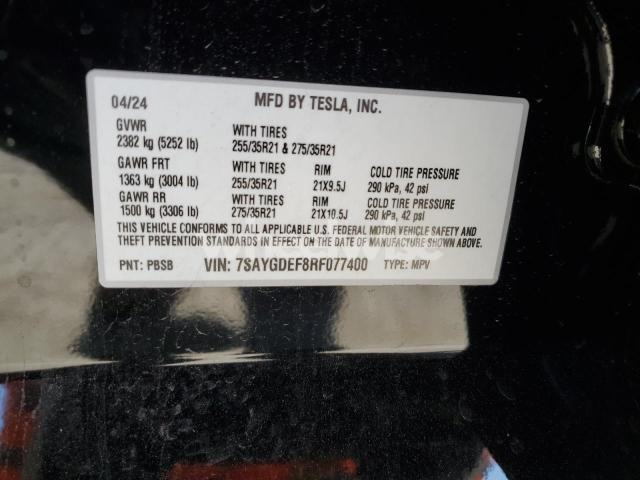 04/24 MFD BY TESLA, INC.
GVWR WITH TIRES
2382 kg (5252 lb) 255/35R21 & 275/35R21
GAWR FRT WITH TIRES RIM COLD TIRE PRESSURE
1363 kg (3004 lb) 255/35R21 21X9.5J 290 kPa, 42 psi
GAWR RR WITH TIRES RIM COLD TIRE PRESSURE
1500 kg (3306 lb) 275/35R21 21X10.5J 290 kPa, 42 psi
THIS VEHICLE CONFORMS TO ALL APPLICABLE U.S. FEDERAL MOTOR VEHICLE SAFETY AND
THEFT PREVENTION STANDARDS IN EFFECT ON THE DATE OF MANUFACTURE SHOWN ABOVE.
PNT: PBSB VIN: 7SAYGDEF8RF077400 TYPE: MPV